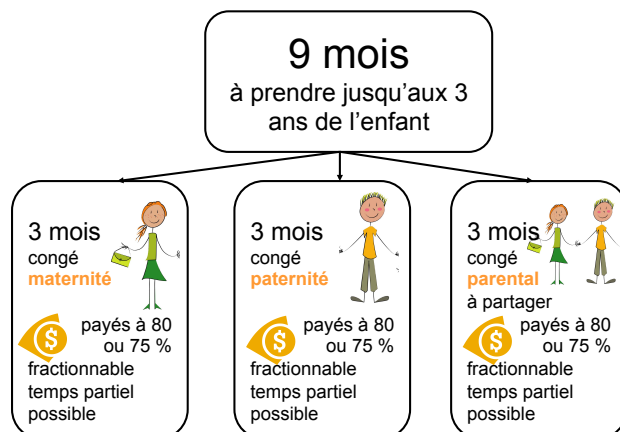 9 mois
à prendre jusqu'aux 3
ans de l'enfant
3 mois
congé
maternité
$
payés à 80
ou 75 %
fractionnable
temps partiel
possible
3 mois
congé
paternité
$
payés à 80
ou 75 %
fractionnable
temps partiel
possible
3 mois
congé
parental
à partager
$
payés à 80
ou 75 %
fractionnable
temps partiel
possible